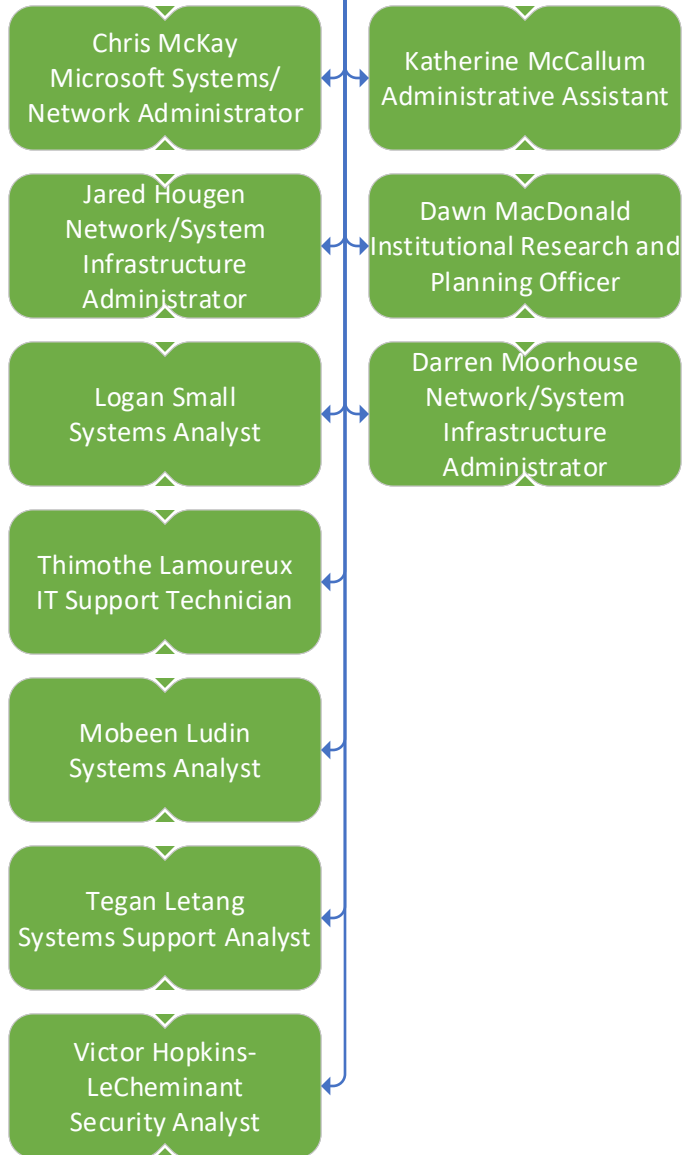 Chris McKay
Microsoft Systems/
Network Administrator
Katherine McCallum
Administrative Assistant
Jared Hougen
Network/System
Infrastructure
Administrator
Dawn MacDonald
Institutional Research and
Planning Officer
Logan Small
Systems Analyst
Darren Moorhouse
Network/System
Infrastructure
Administrator
Thimothe Lamoureux
IT Support Technician
Mobeen Ludin
Systems Analyst
Tegan Letang
Systems Support Analyst
Victor Hopkins-
LeCheminant
Security Analyst